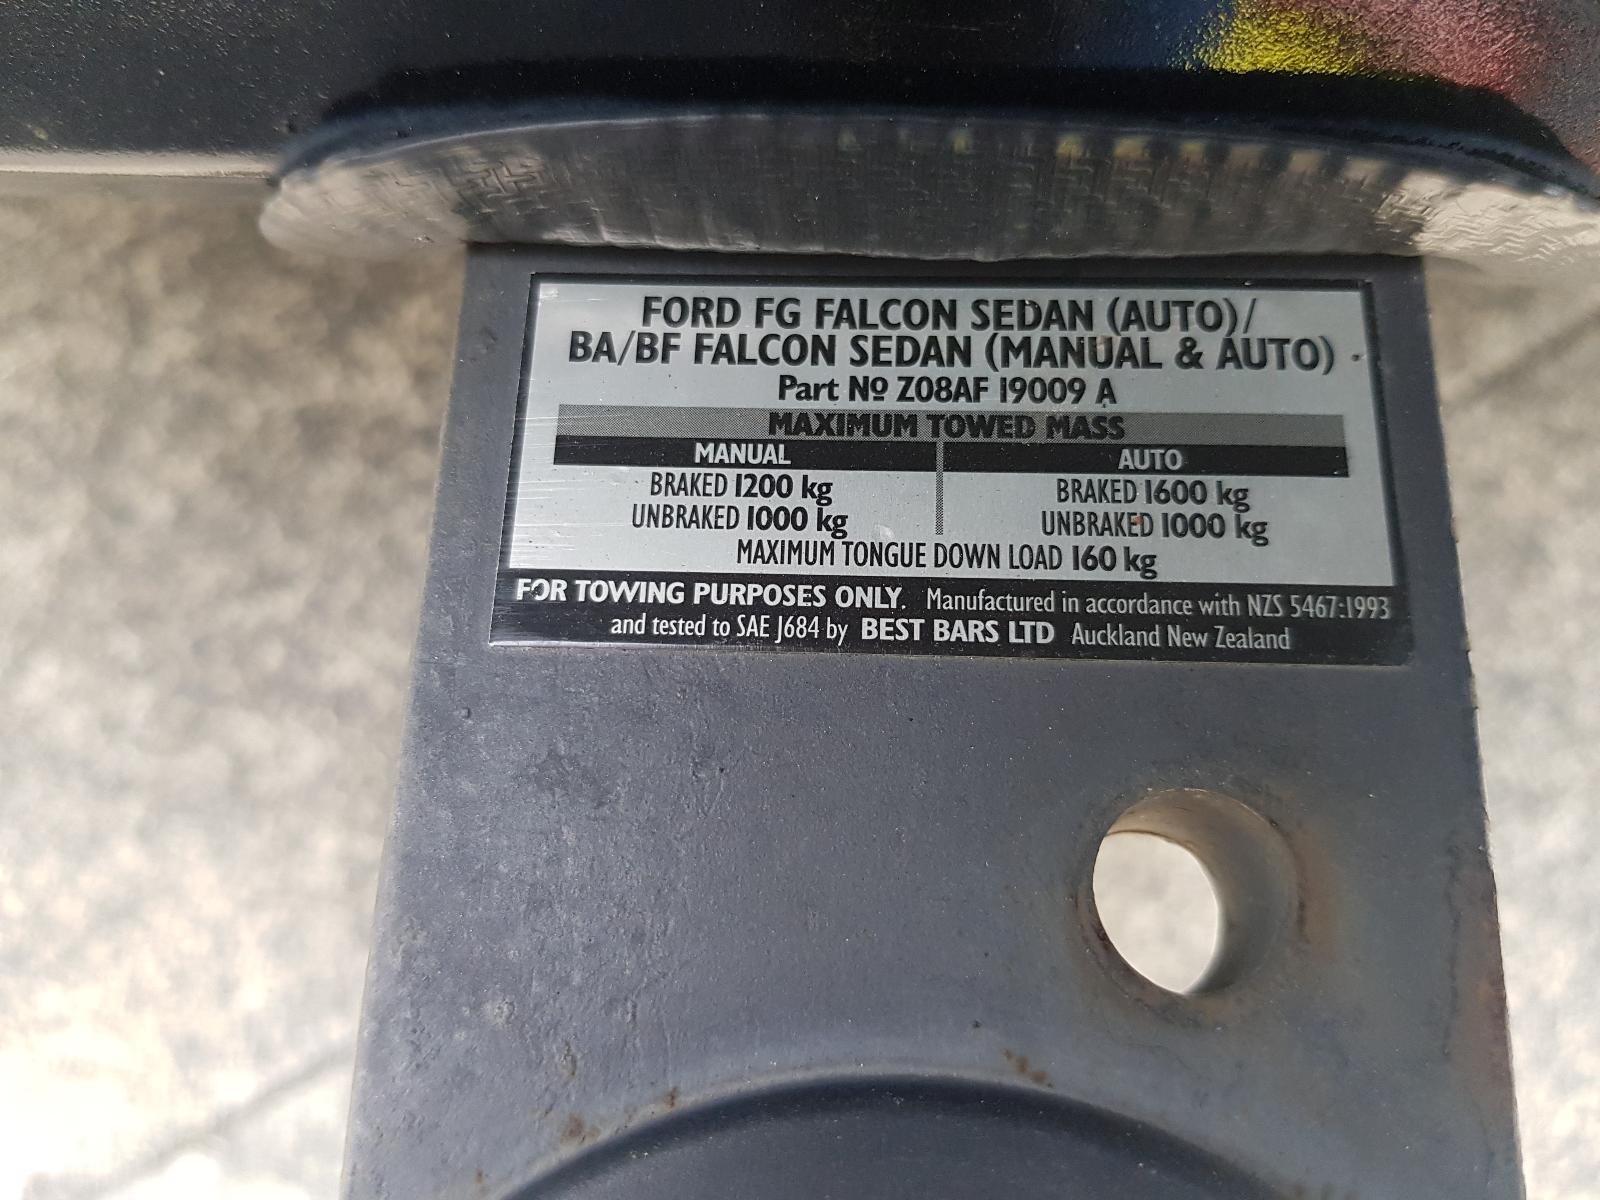 FORD FG FALCON SEDAN (AUTO)/
BA/BF FALCON SEDAN (MANUAL & AUTO)
Part Nº Z08AF 19009 A
MAXIMUM TOWED MASS
MANUAL AUTO
BRAKED 1200 kg BRAKED 1600 kg
UNBRAKED 1000 kg UNBRAKED 1000 kg
MAXIMUM TONGUE DOWN LOAD 160 kg
FOR TOWING PURPOSES ONLY. Manufactured in accordance with NZS 5467:1993
and tested to SAE J684 by BEST BARS LTD Auckland New Zealand